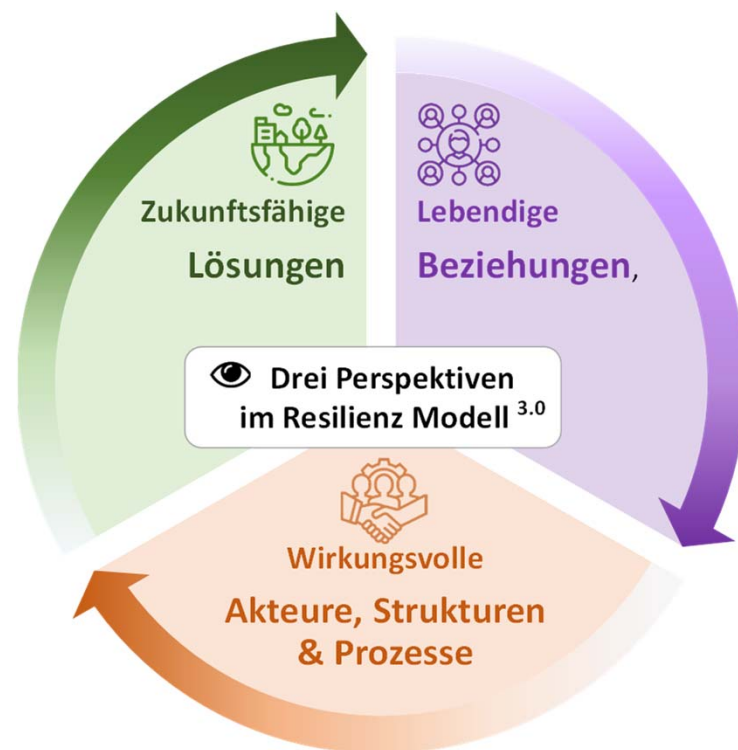 Zukunftsfähige
Lösungen
Lebendige
Beziehungen,
Drei Perspektiven
im Resilienz Modell 3.0
Wirkungsvolle
Akteure, Strukturen
& Prozesse